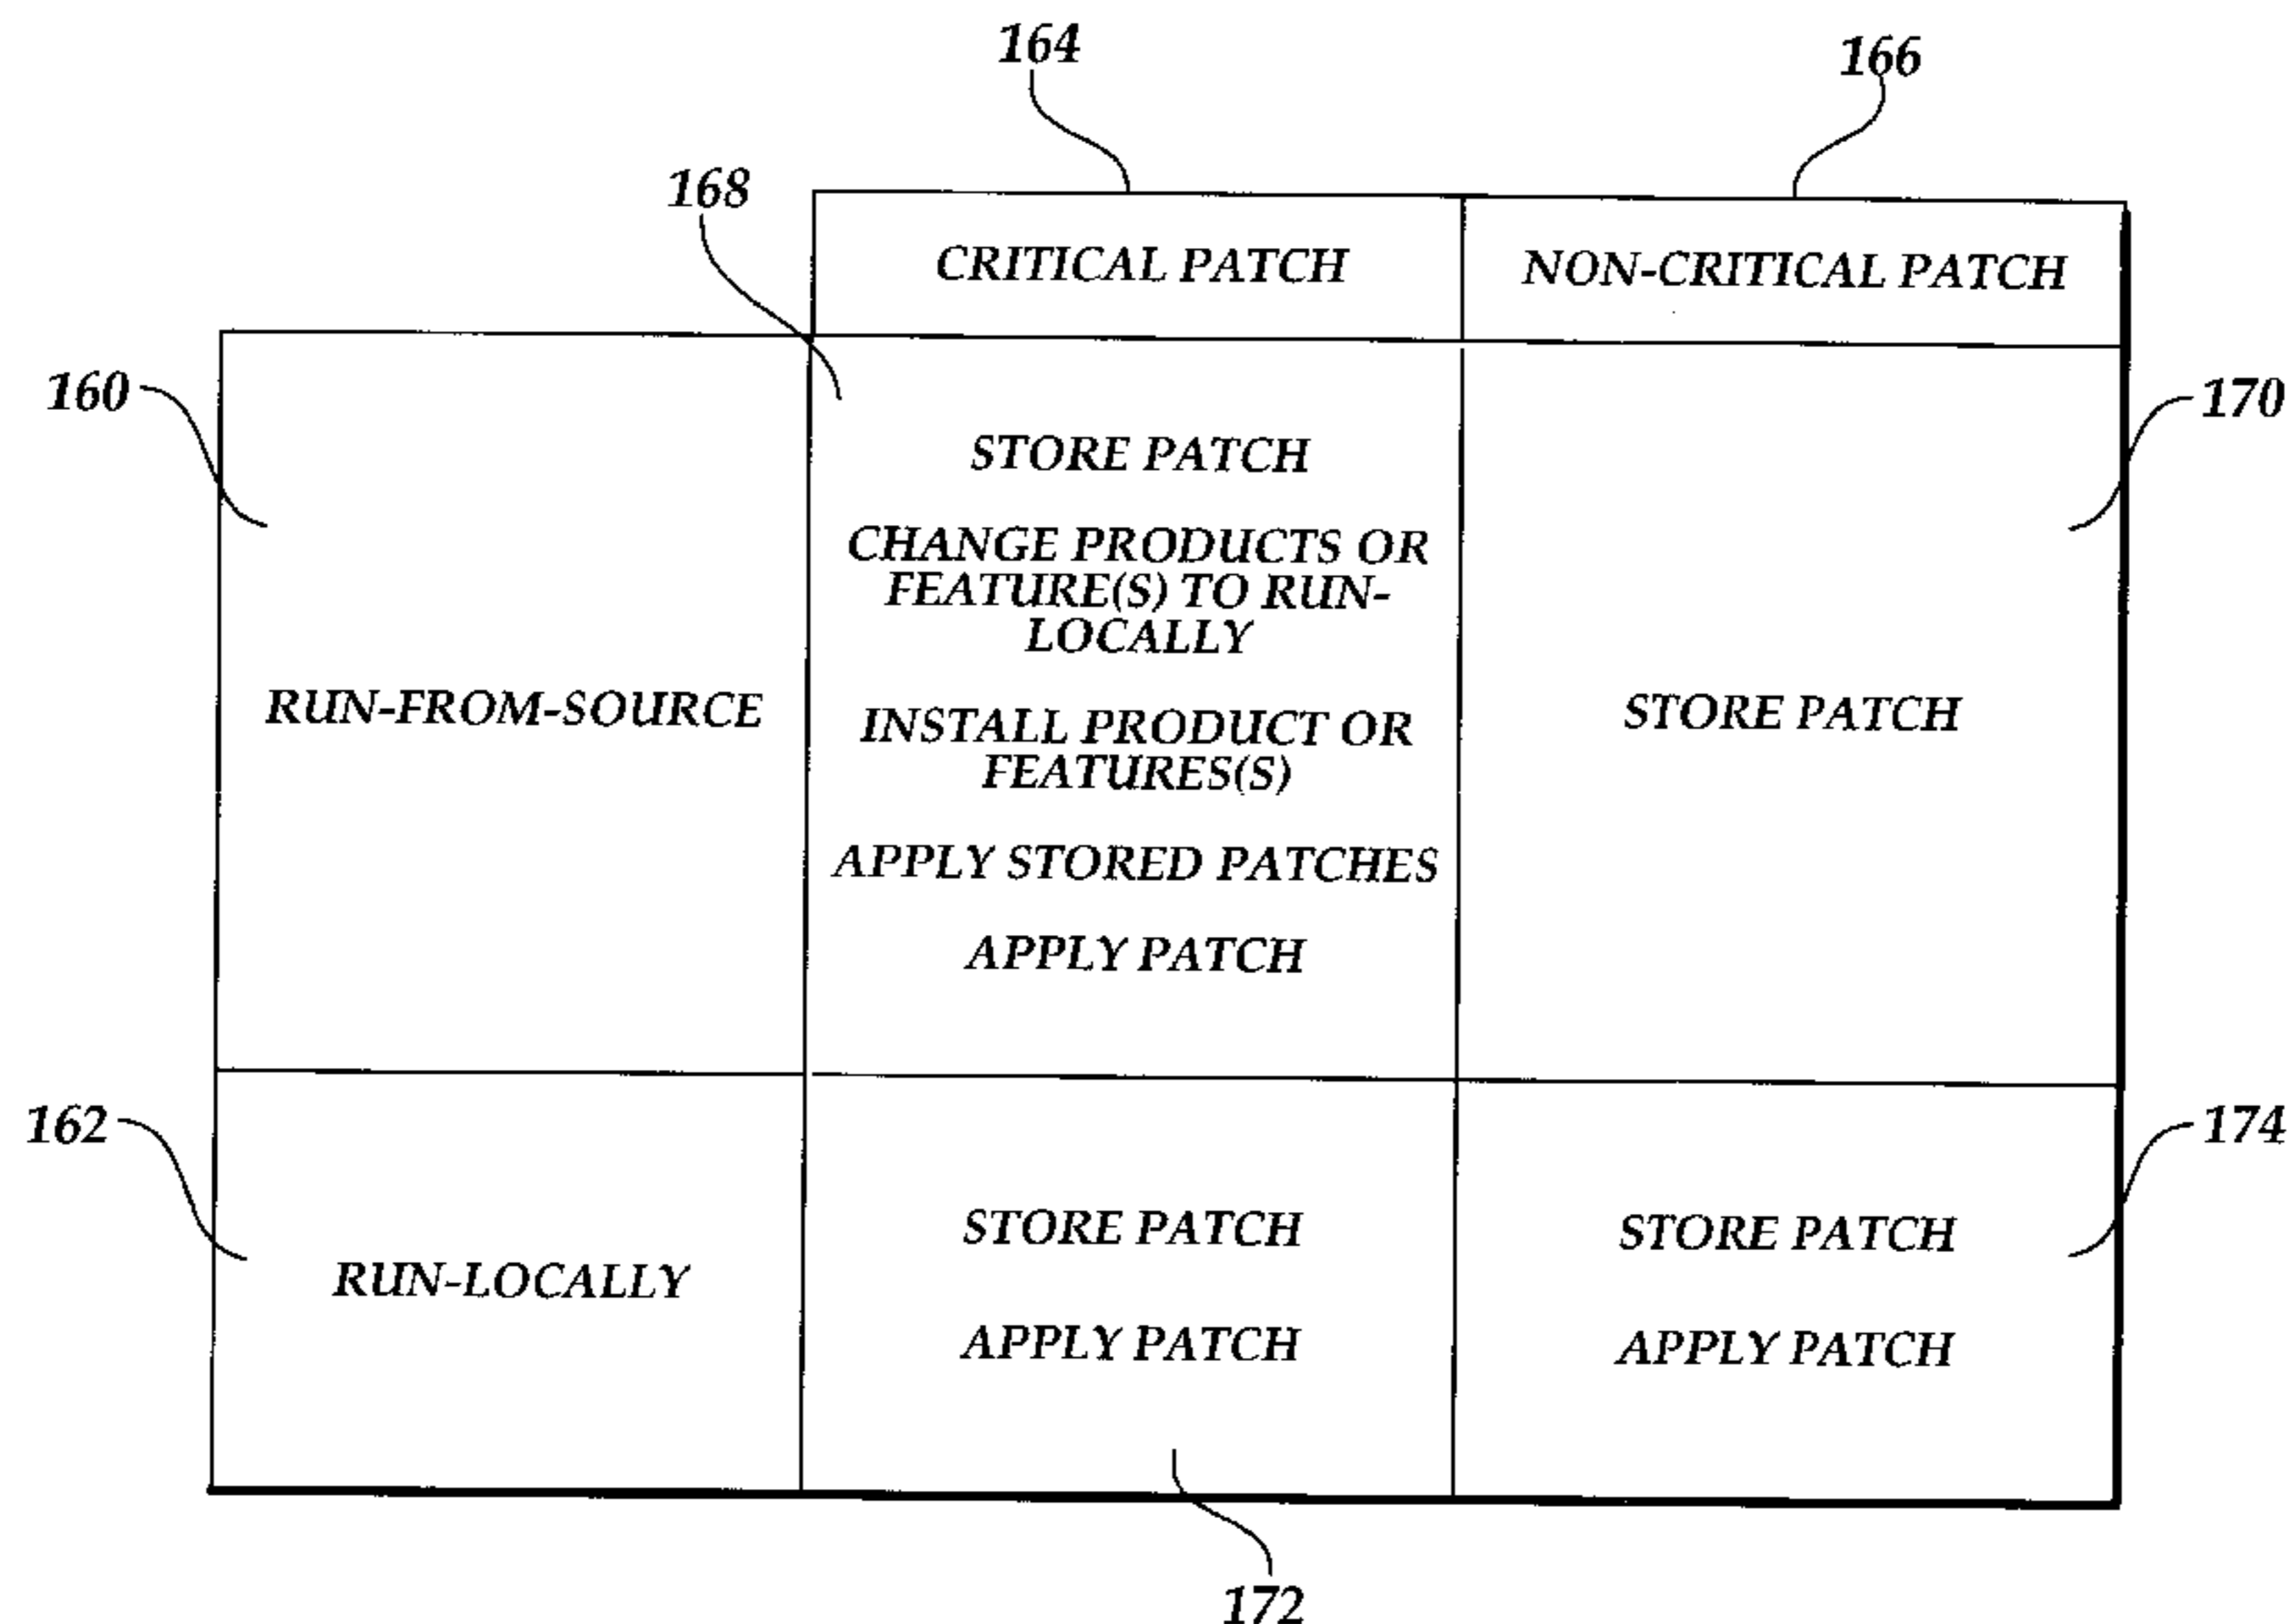 164
166
168
CRITICAL PATCH
NON-CRITICAL PATCH
160
170
STORE PATCH
CHANGE PRODUCTS OR
FEATURE(S) TO RUN-
LOCALLY
RUN-FROM-SOURCE
INSTALL PRODUCT OR
FEATURES(S)
STORE PATCH
APPLY STORED PATCHES
APPLY PATCH
162
174
RUN-LOCALLY
STORE PATCH
APPLY PATCH
STORE PATCH
APPLY PATCH
172